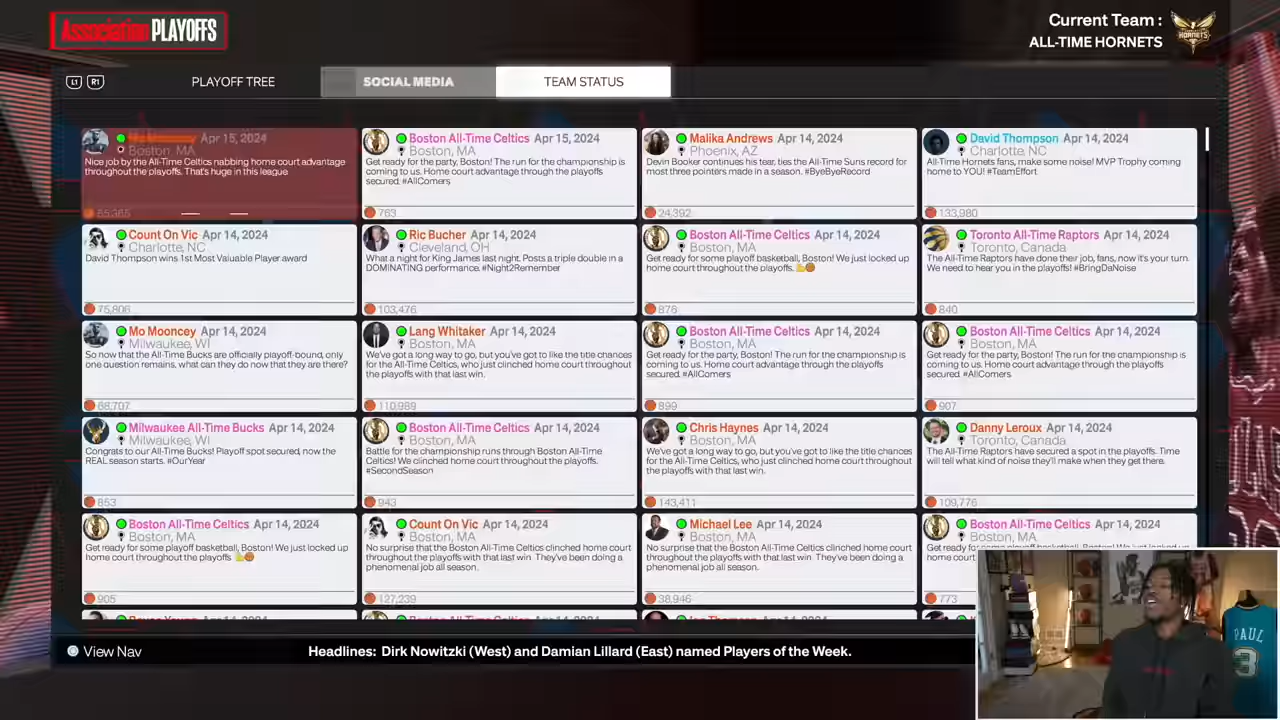 Association PLAYOFFS
Current Team :
ALL-TIME HORNETS
HORNETS
L1 R1 PLAYOFF TREE SOCIAL MEDIA TEAM STATUS
Mo Mooncey Apr 15, 2024
Boston, MA
Nice job by the All-Time Celtics nabbing home court advantage
throughout the playoffs. That's huge in this league.
55,365
Boston All-Time Celtics Apr 15, 2024
Boston, MA
Get ready for the party, Boston! The run for the championship is
coming to us. Home court advantage through the playoffs
secured. #AllComers
763
Malika Andrews Apr 14, 2024
Phoenix, AZ
Devin Booker continues his tear, ties the All-Time Suns record for
most three pointers made in a season. #ByeByeRecord
24,392
David Thompson Apr 14, 2024
Charlotte, NC
All-Time Hornets fans, make some noise! MVP Trophy coming
home to YOU! #TeamEffort
133,980
Count On Vic Apr 14, 2024
Charlotte, NC
David Thompson wins 1st Most Valuable Player award
75,806
Ric Bucher Apr 14, 2024
Cleveland, OH
What a night for King James last night. Posts a triple double in a
DOMINATING performance. #Night2Remember
103,476
Boston All-Time Celtics Apr 14, 2024
Boston, MA
Get ready for some playoff basketball, Boston! We just locked up
home court throughout the playoffs. 💪🏀
876
Toronto All-Time Raptors Apr 14, 2024
Toronto, Canada
The All-Time Raptors have done their job, fans, now it's your turn.
We need to hear you in the playoffs! #BringDaNoise
840
Mo Mooncey Apr 14, 2024
Milwaukee, WI
So now that the All-Time Bucks are officially playoff-bound, only
one question remains, what can they do now that they are there?
68,707
Lang Whitaker Apr 14, 2024
Boston, MA
We've got a long way to go, but you've got to like the title chances
for the All-Time Celtics, who just clinched home court throughout
the playoffs with that last win.
110,989
Boston All-Time Celtics Apr 14, 2024
Boston, MA
Get ready for the party, Boston! The run for the championship is
coming to us. Home court advantage through the playoffs
secured. #AllComers
899
Boston All-Time Celtics Apr 14, 2024
Boston, MA
Get ready for the party, Boston! The run for the championship is
coming to us. Home court advantage through the playoffs
secured. #AllComers
907
Milwaukee All-Time Bucks Apr 14, 2024
Milwaukee, WI
Congrats to our All-Time Bucks! Playoff spot secured, now the
REAL season starts. #OurYear
853
Boston All-Time Celtics Apr 14, 2024
Boston, MA
Battle for the championship runs through Boston All-Time
Celtics! We clinched home court throughout the playoffs.
#SecondSeason
943
Chris Haynes Apr 14, 2024
Boston, MA
We've got a long way to go, but you've got to like the title chances
for the All-Time Celtics, who just clinched home court throughout
the playoffs with that last win.
143,411
Danny Leroux Apr 14, 2024
Toronto, Canada
The All-Time Raptors have secured a spot in the playoffs. Time
will tell what kind of noise they'll make when they get there.
109,776
Boston All-Time Celtics Apr 14, 2024
Boston, MA
Get ready for some playoff basketball, Boston! We just locked up
home court throughout the playoffs. 💪🏀
905
Count On Vic Apr 14, 2024
Boston, MA
No surprise that the Boston All-Time Celtics clinched home court
throughout the playoffs with that last win. They've been doing a
phenomenal job all season.
127,239
Michael Lee Apr 14, 2024
Boston, MA
No surprise that the Boston All-Time Celtics clinched home court
throughout the playoffs with that last win. They've been doing a
phenomenal job all season.
38,946
Boston All-Time Celtics Apr 14, 2024
Boston, MA
Get ready for some playoff basketball, Boston! We just locked up
home court
773
View Nav
Headlines: Dirk Nowitzki (West) and Damian Lillard (East) named Players of the Week.
PAUL
3